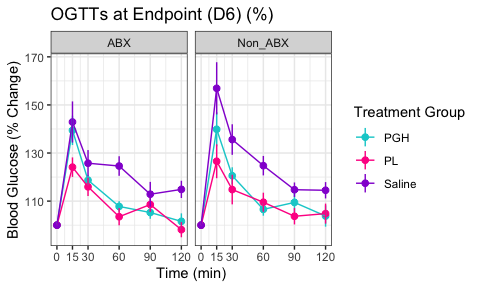 OGTTs at Endpoint (D6) (%)
ABX
Non_ABX
170
150
130
110
Blood Glucose (% Change)
0 15 30 60 90 120
0 15 30 60 90 120
Time (min)
Treatment Group
PGH
PL
Saline